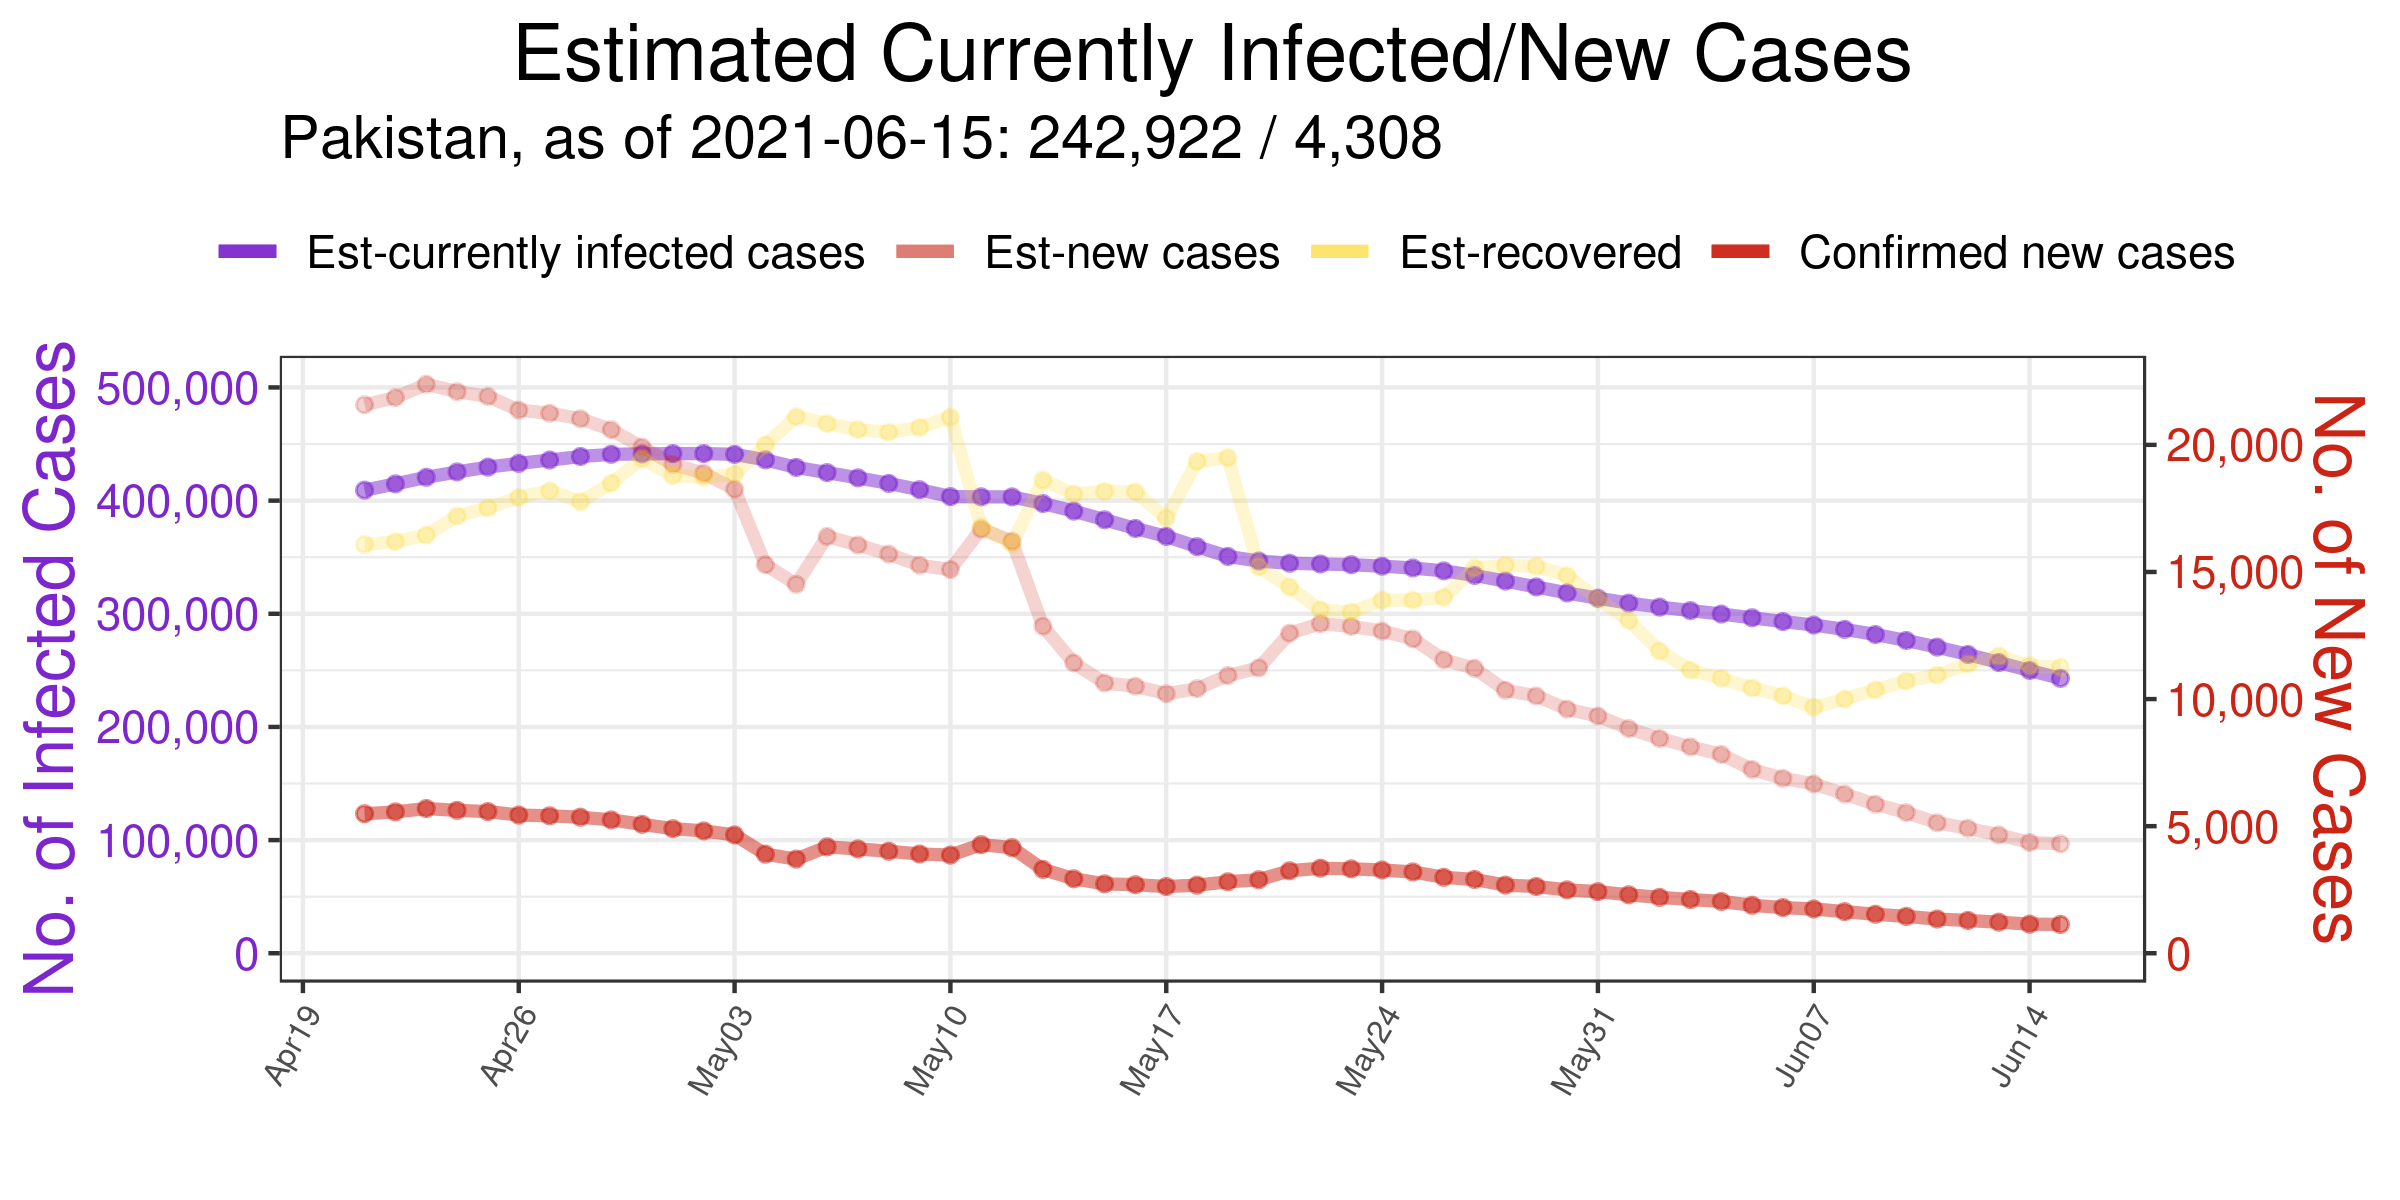 Estimated Currently Infected/New Cases
Pakistan, as of 2021-06-15: 242,922 / 4,308
Est-currently infected cases Est-new cases Est-recovered Confirmed new cases
No. of Infected Cases
500,000
400,000
300,000
200,000
100,000
0
20,000
15,000
10,000
5,000
0
No. of New Cases
Apr19 Apr26 May03 May10 May17 May24 May31 Jun07 Jun14